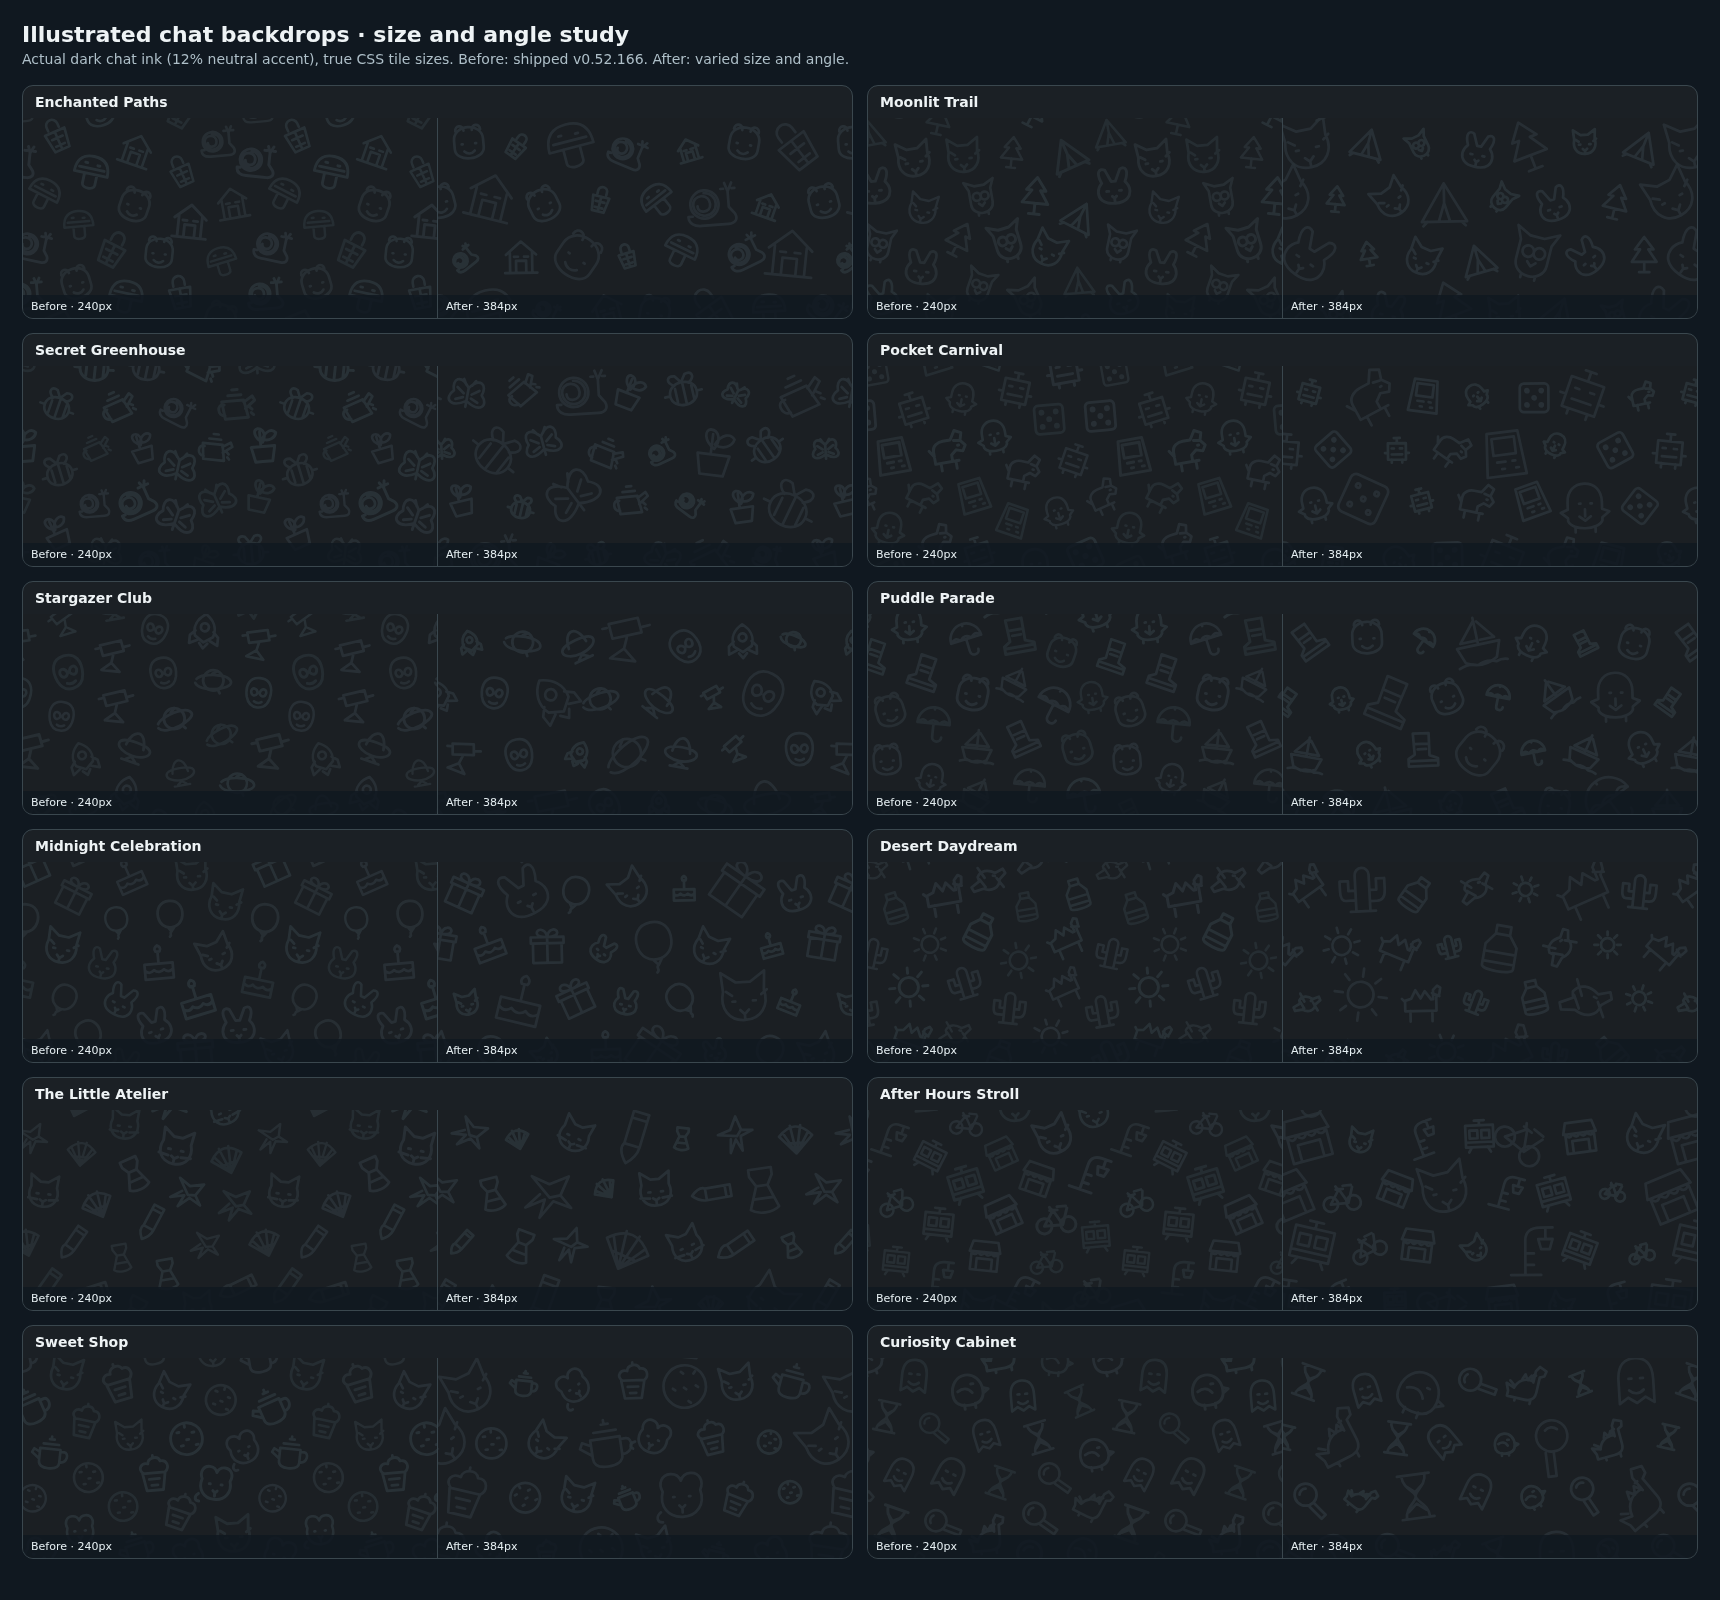 Illustrated chat backdrops · size and angle study
Actual dark chat ink (12% neutral accent), true CSS tile sizes. Before: shipped v0.52.166. After: varied size and angle.
Enchanted Paths
Before · 240px
After · 384px
Moonlit Trail
Before · 240px
After · 384px
Secret Greenhouse
Before · 240px
After · 384px
Pocket Carnival
Before · 240px
After · 384px
Stargazer Club
Before · 240px
After · 384px
Puddle Parade
Before · 240px
After · 384px
Midnight Celebration
Before · 240px
After · 384px
Desert Daydream
Before · 240px
After · 384px
The Little Atelier
Before · 240px
After · 384px
After Hours Stroll
Before · 240px
After · 384px
Sweet Shop
Before · 240px
After · 384px
Curiosity Cabinet
Before · 240px
After · 384px